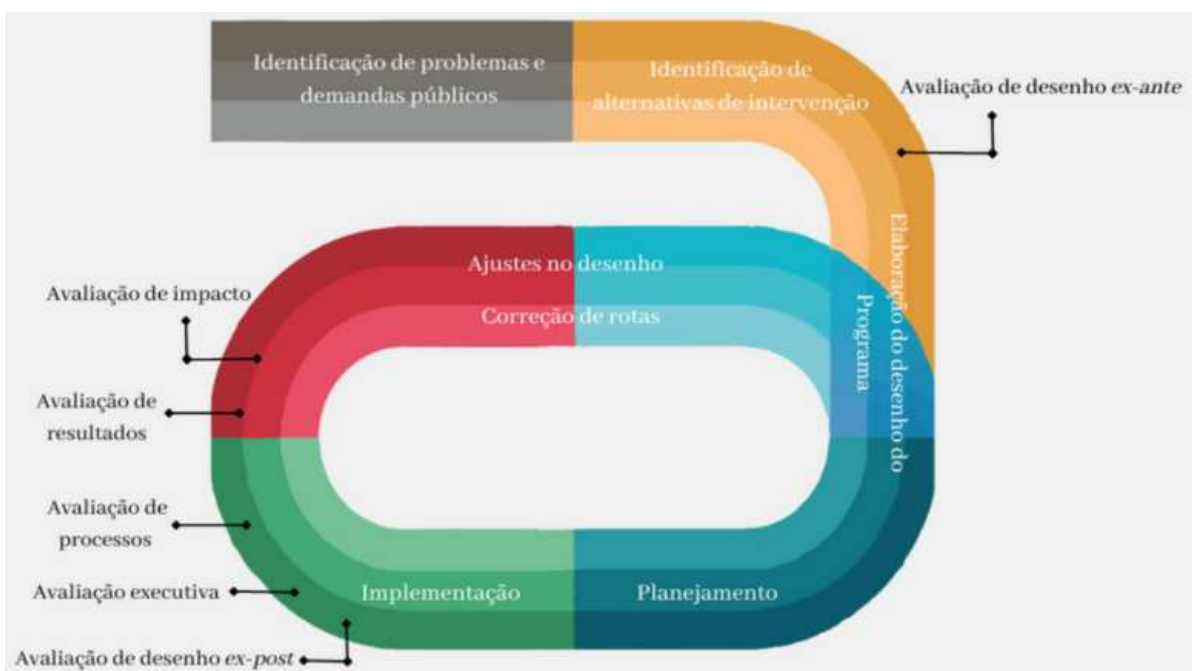 Identificação de problemas e
demandas públicos
Identificação de
alternativas de intervenção
Avaliação de desenho ex-ante
Elaboração do desenho do
Programa
Ajustes no desenho
Correção de rotas
Avaliação de impacto
Avaliação de
resultados
Avaliação de
processos
Avaliação executiva
Implementação
Planejamento
Avaliação de desenho ex-post